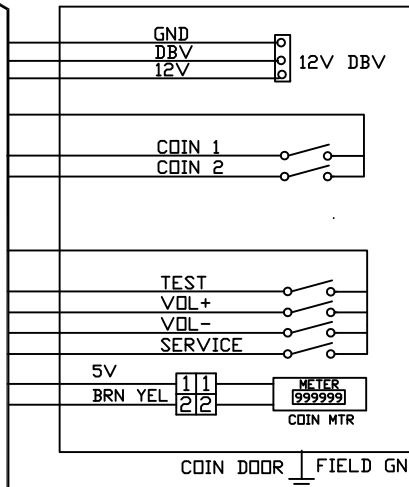 GND
DBV
12V
12V DBV
COIN 1
COIN 2
TEST
VOL+
VOL-
SERVICE
5V
BRN YEL
1 1
2 2
METER
999999
COIN MTR
COIN DOOR
FIELD GN